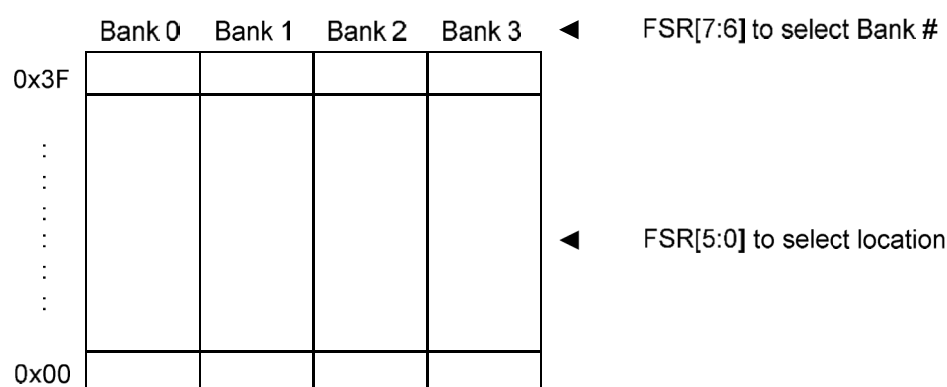 Bank 0 Bank 1 Bank 2 Bank 3 ◄ FSR[7:6] to select Bank #
0x3F
◄ FSR[5:0] to select location
0x00